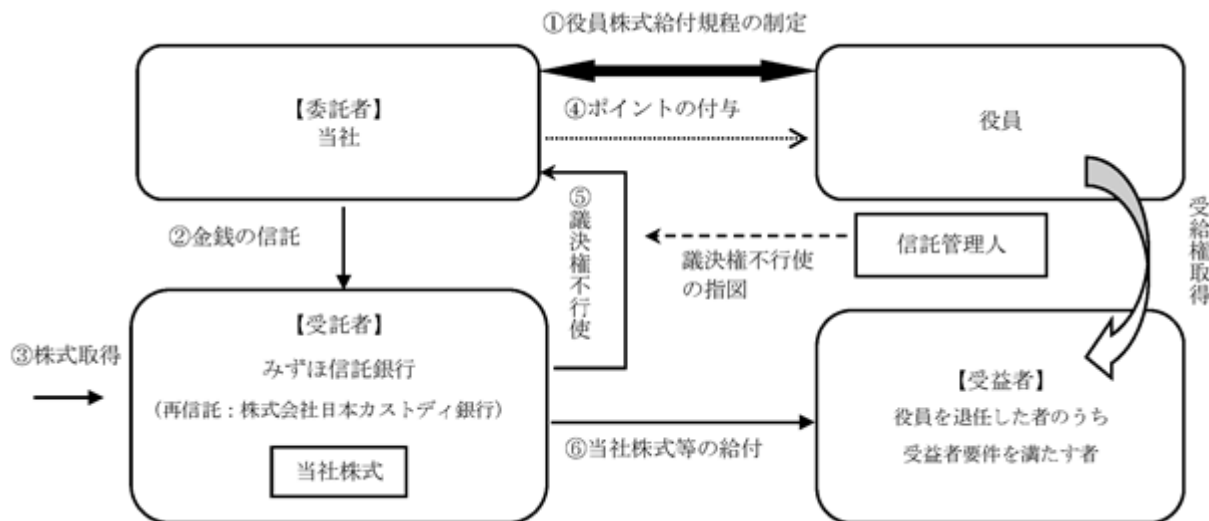 ①役員株式給付規程の制定
【委託者】
当社
④ポイントの付与
役員
②金銭の信託
⑤議決権不行使
議決権不行使
の指図
信託管理人
受給権取得
③株式取得
【受託者】
みずほ信託銀行
（再信託：株式会社日本カストディ銀行）
当社株式
⑥当社株式等の給付
【受益者】
役員を退任した者のうち
受益者要件を満たす者